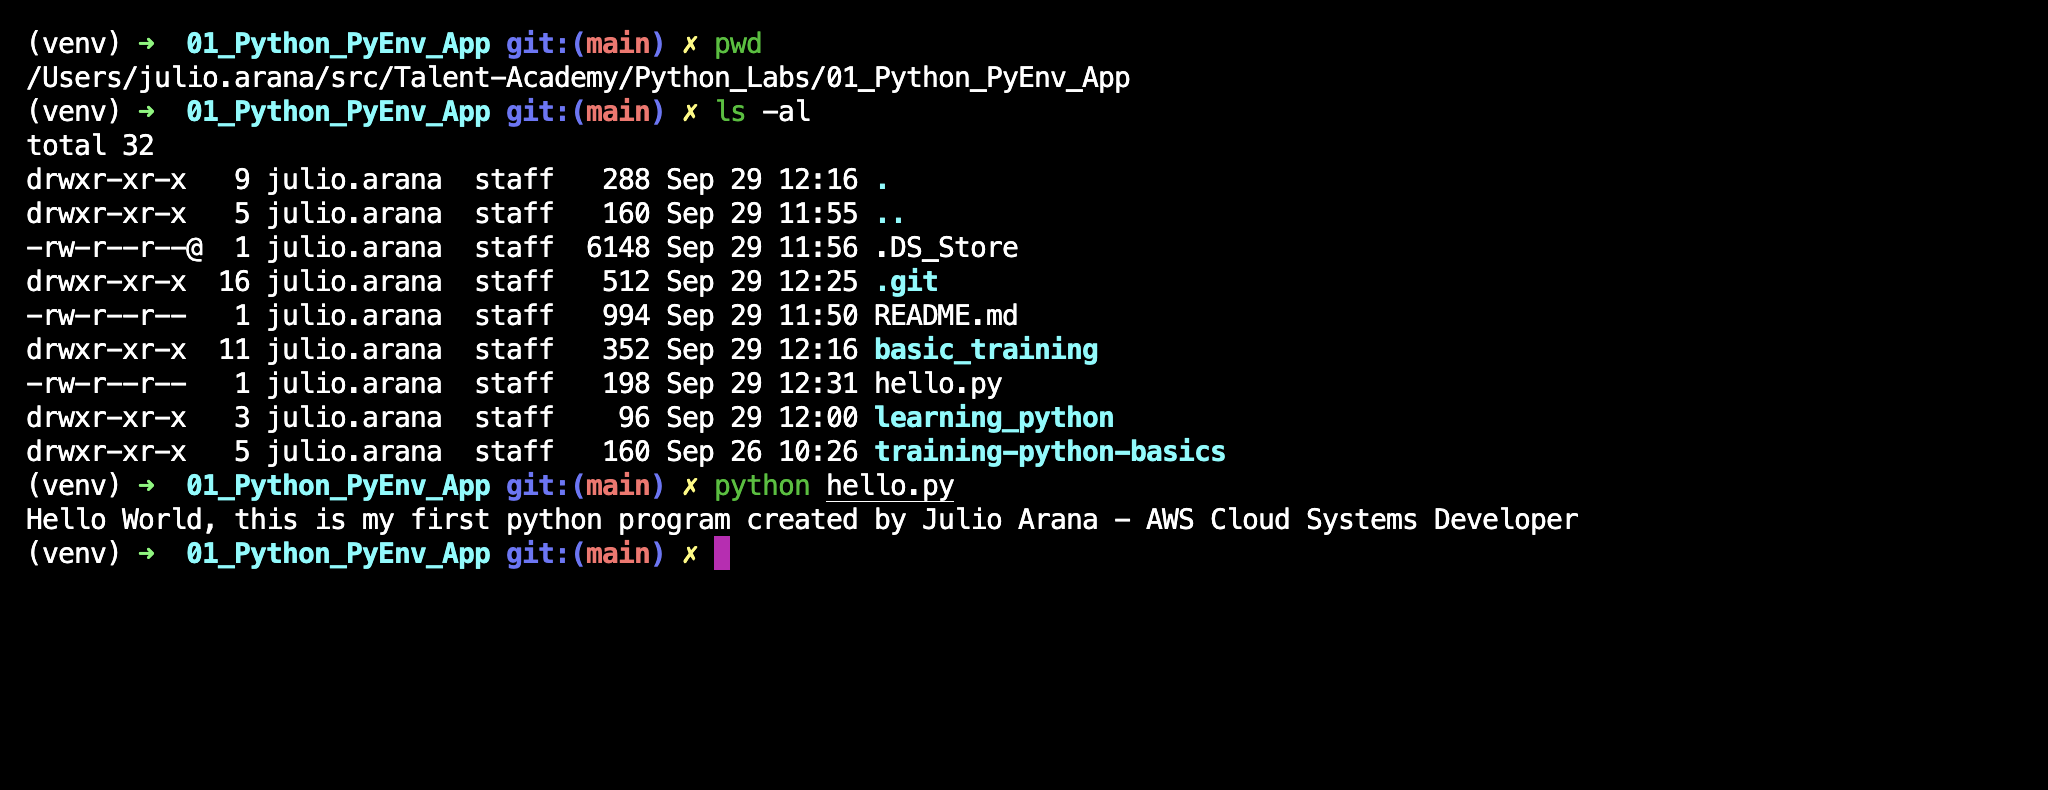 (venv) ➜  01_Python_PyEnv_App git:(main) ✗ pwd
/Users/julio.arana/src/Talent-Academy/Python_Labs/01_Python_PyEnv_App
(venv) ➜  01_Python_PyEnv_App git:(main) ✗ ls -al
total 32
drwxr-xr-x   9 julio.arana  staff   288 Sep 29 12:16 .
drwxr-xr-x   5 julio.arana  staff   160 Sep 29 11:55 ..
-rw-r--r--@  1 julio.arana  staff  6148 Sep 29 11:56 .DS_Store
drwxr-xr-x  16 julio.arana  staff   512 Sep 29 12:25 .git
-rw-r--r--   1 julio.arana  staff   994 Sep 29 11:50 README.md
drwxr-xr-x  11 julio.arana  staff   352 Sep 29 12:16 basic_training
-rw-r--r--   1 julio.arana  staff   198 Sep 29 12:31 hello.py
drwxr-xr-x   3 julio.arana  staff    96 Sep 29 12:00 learning_python
drwxr-xr-x   5 julio.arana  staff   160 Sep 26 10:26 training-python-basics
(venv) ➜  01_Python_PyEnv_App git:(main) ✗ python hello.py
Hello World, this is my first python program created by Julio Arana - AWS Cloud Systems Developer
(venv) ➜  01_Python_PyEnv_App git:(main) ✗